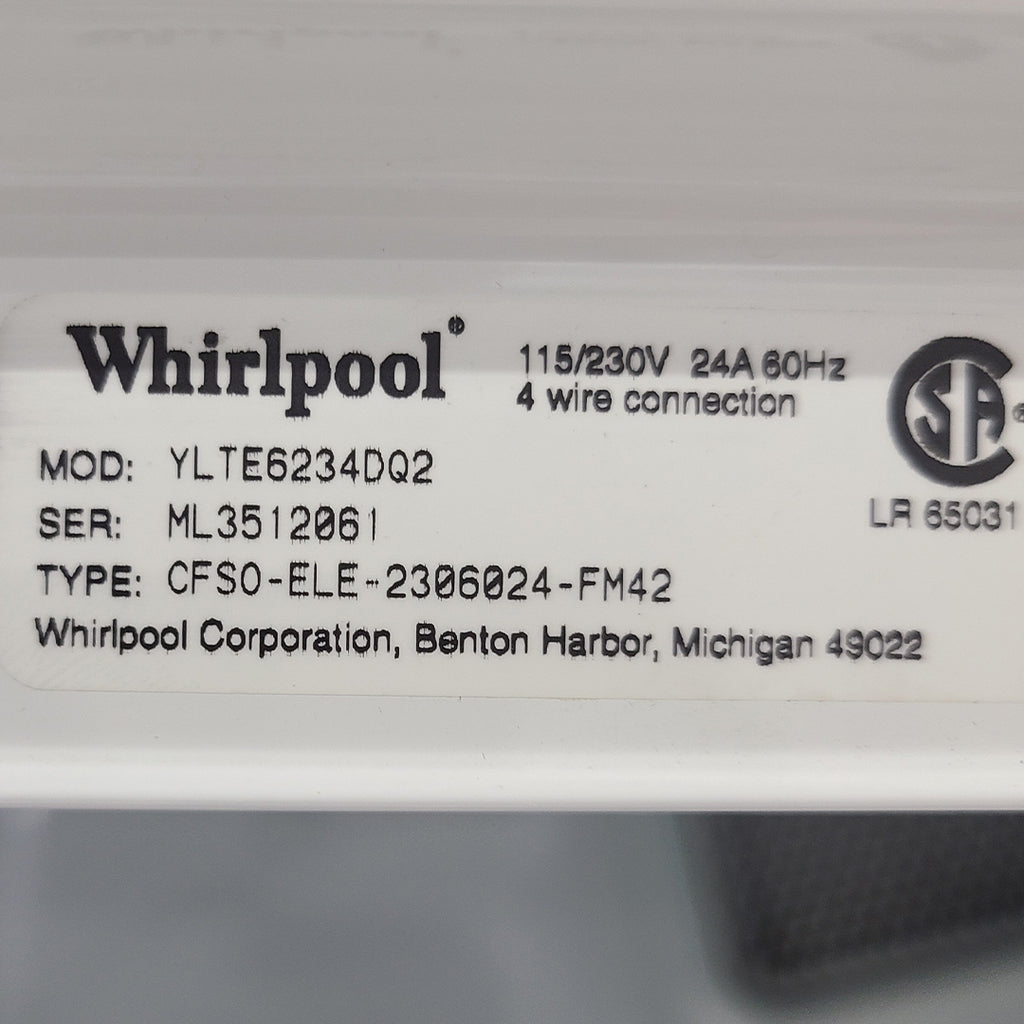 Whirlpool®
115/230V 24A 60Hz
4 wire connection
CSA®
LR 65031
MOD: YLTE6234DQ2
SER: ML3512061
TYPE: CFSO-ELE-2306024-FM42
Whirlpool Corporation, Benton Harbor, Michigan 49022